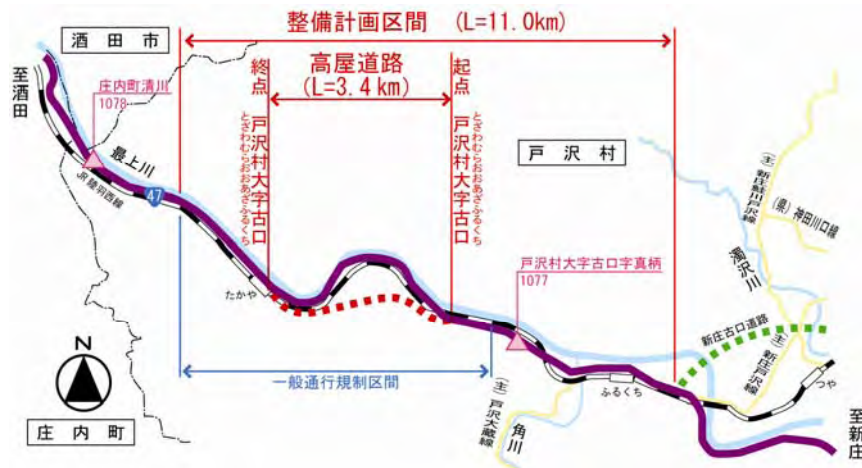 整備計画区間 (L=11.0km)
酒田市
高屋道路
(L=3.4km)
至酒田
庄内町清川
1078
終点
戸沢村大字古口
とざわむらおおあざふるくち
起点
戸沢村大字古口
とざわむらおおあざふるくち
戸沢村
最上川
JR陸羽西線
47
(主)新庄鮭川戸沢線
(県)神田三口線
濁沢川
戸沢村大字古口字真柄
1077
たかや
新庄古口道路
(主)新庄戸沢線
N
一般通行規制区間
ふるくち
つや
(主)戸沢大蔵線
角川
庄内町
至新庄